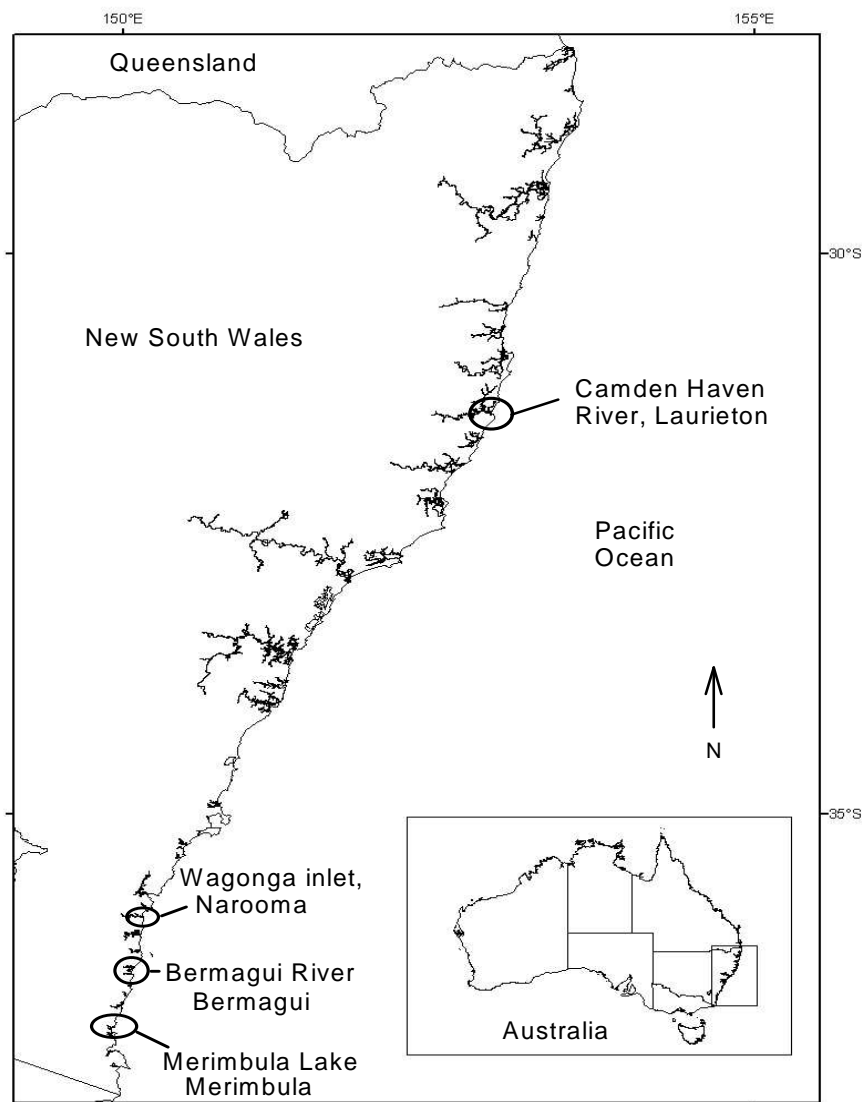 150°E
155°E
Queensland
30°S
New South Wales
Camden Haven
River, Laurieton
Pacific
Ocean
N
35°S
Wagonga inlet,
Narooma
Bermagui River
Bermagui
Australia
Merimbula Lake
Merimbula